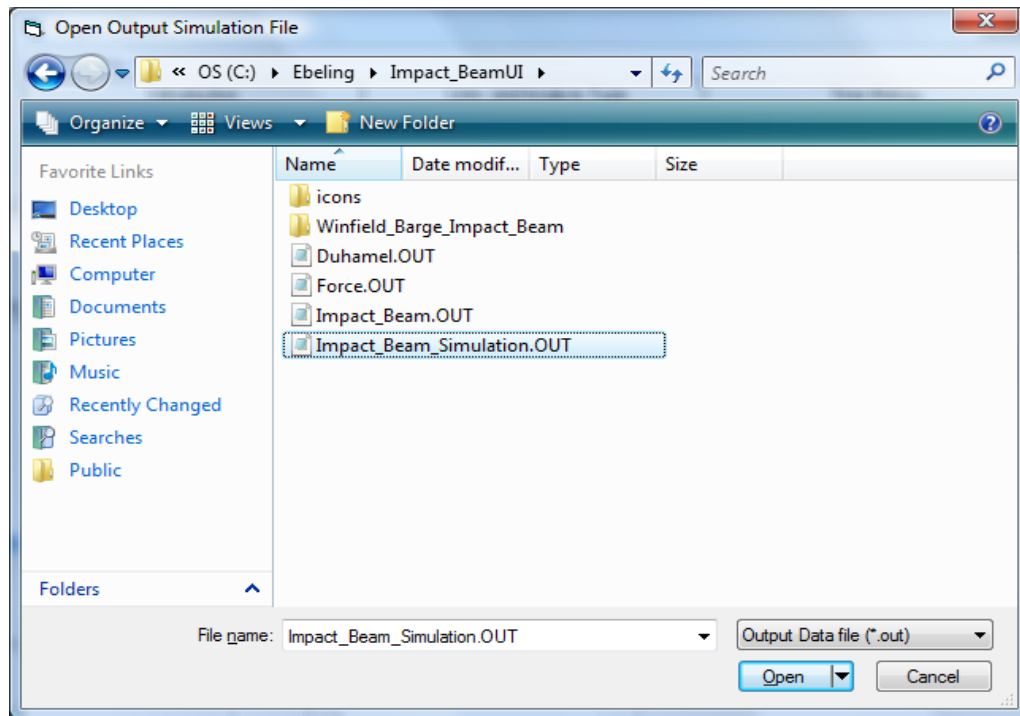 Open Output Simulation File
X
« OS (C:) Ebeling Impact_BeamUI Search
Organize Views New Folder ?
Favorite Links
Desktop
Recent Places
Computer
Documents
Pictures
Music
Recently Changed
Searches
Public
Folders
Name Date modif... Type Size
icons
Winfield_Barge_Impact_Beam
Duhamel.OUT
Force.OUT
Impact_Beam.OUT
Impact_Beam_Simulation.OUT
File name: Impact_Beam_Simulation.OUT Output Data file (*.out)
Open Cancel